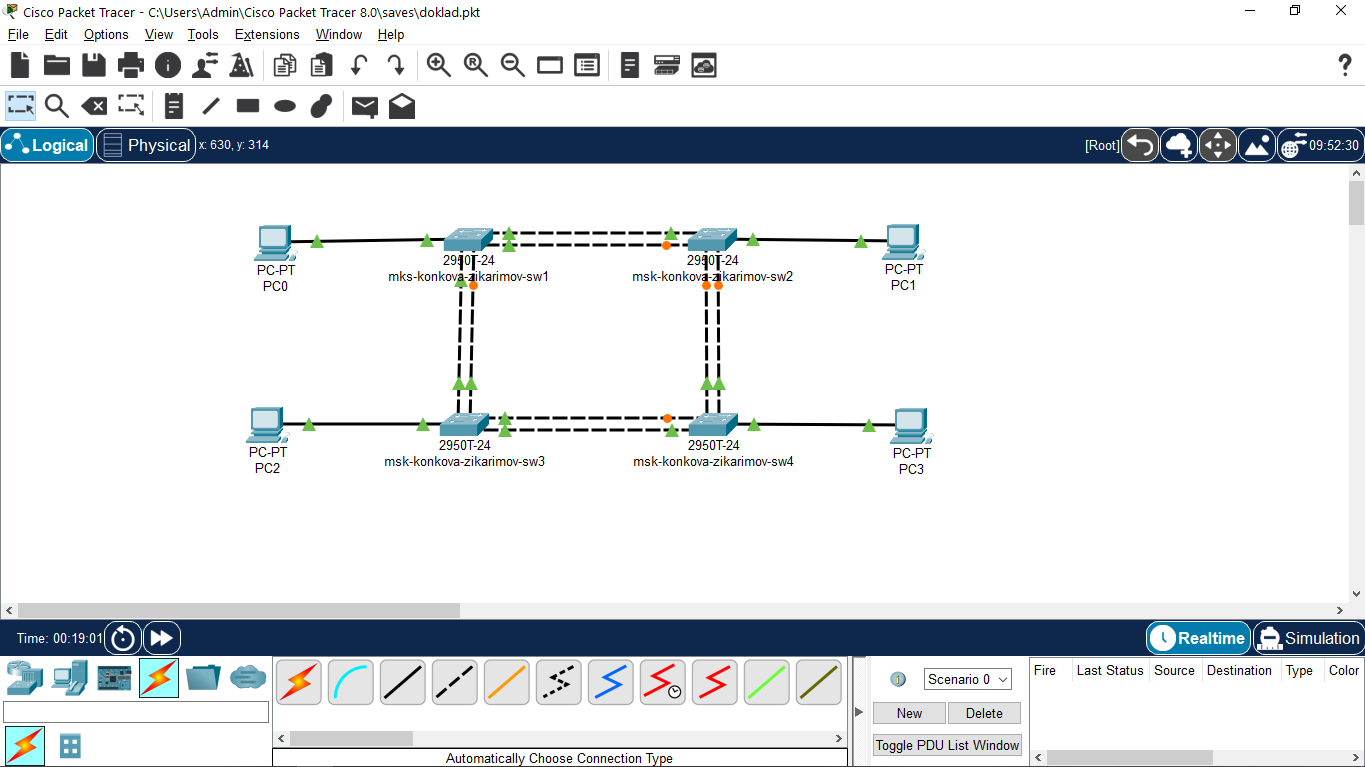 Cisco Packet Tracer - C:\Users\Admin\Cisco Packet Tracer 8.0\saves\doklad.pkt
File Edit Options View Tools Extensions Window Help
Logical Physical x: 630, y: 314 [Root] 09:52:30
PC-PT
PC0
2950T-24
mks-konkova-zikarimov-sw1
2950T-24
msk-konkova-zikarimov-sw2
PC-PT
PC1
PC-PT
PC2
2950T-24
msk-konkova-zikarimov-sw3
2950T-24
msk-konkova-zikarimov-sw4
PC-PT
PC3
Time: 00:19:01 Realtime Simulation
Scenario 0
New Delete
Toggle PDU List Window
Fire Last Status Source Destination Type Color
Automatically Choose Connection Type